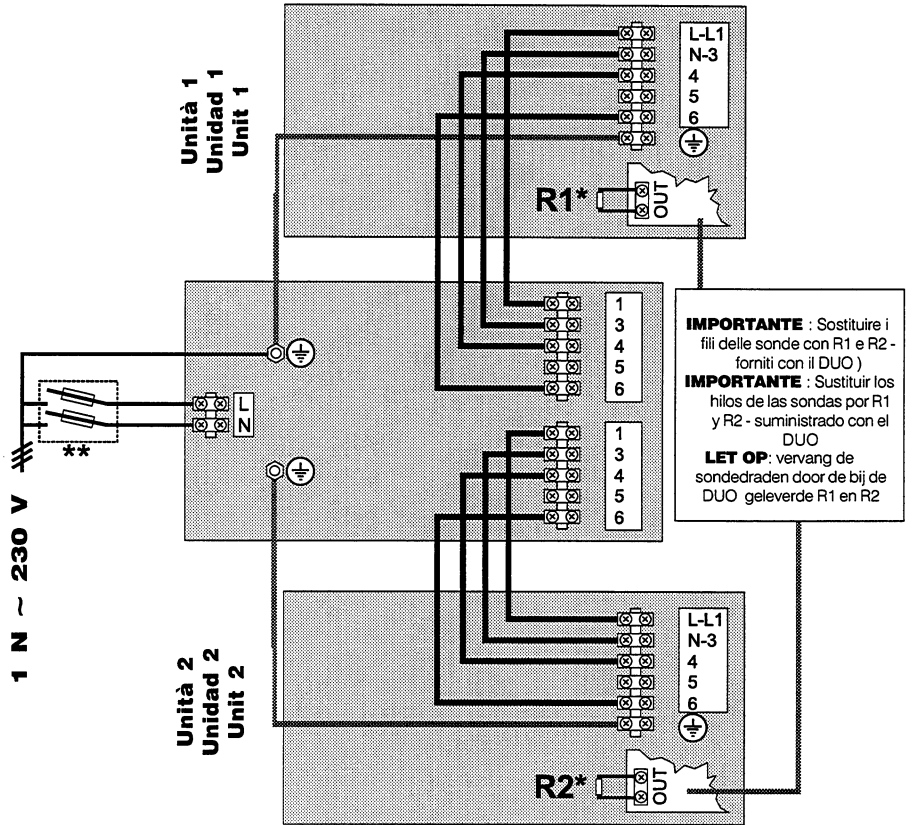 Unità 1
Unidad 1
Unit 1
L-L1
N-3
4
5
6
R1*
OUT
1
3
4
5
6
L
N
**
1 N ~ 230 V
1
3
4
5
6
IMPORTANTE : Sostituire i
fili delle sonde con R1 e R2 -
forniti con il DUO )
IMPORTANTE : Sustituir los
hilos de las sondas por R1
y R2 - suministrado con el
DUO
LET OP: vervang de
sondedraden door de bij de
DUO geleverde R1 en R2
Unità 2
Unidad 2
Unit 2
L-L1
N-3
4
5
6
R2*
OUT